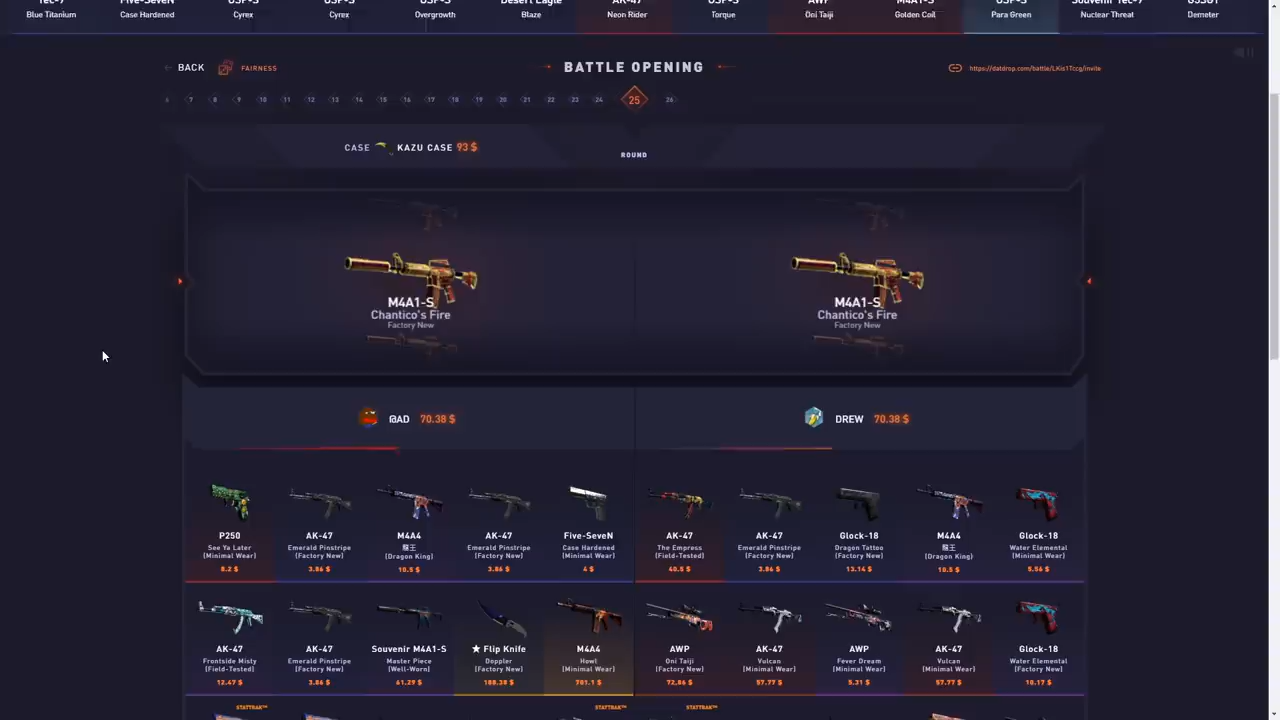 Blue Titanium
Case Hardened
Cyrex
Cyrex
Overgrowth
Blaze
Neon Rider
Torque
Oni Taiji
Golden Coil
Para Green
Nuclear Threat
Demeter
BACK
FAIRNESS
BATTLE OPENING
https://datdrop.com/battle/LKis1Tccg/invite
6 7 8 9 10 11 12 13 14 15 16 17 18 19 20 21 22 23 24 25 26
CASE KAZU CASE 93 $
ROUND
M4A1-S
Chantico's Fire
Factory New
M4A1-S
Chantico's Fire
Factory New
@AD 70.38 $
DREW 70.38 $
P250
See Ya Later
(Minimal Wear)
8.2 $
AK-47
Emerald Pinstripe
(Factory New)
3.86 $
M4A4
龍王
(Dragon King)
10.5 $
AK-47
Emerald Pinstripe
(Factory New)
3.86 $
Five-SeveN
Case Hardened
(Minimal Wear)
4 $
AK-47
The Empress
(Field-Tested)
40.5 $
AK-47
Emerald Pinstripe
(Factory New)
3.86 $
Glock-18
Dragon Tattoo
(Factory New)
13.14 $
M4A4
龍王
(Dragon King)
10.5 $
Glock-18
Water Elemental
(Minimal Wear)
5.56 $
AK-47
Frontside Misty
(Field-Tested)
12.47 $
AK-47
Emerald Pinstripe
(Factory New)
3.86 $
Souvenir M4A1-S
Master Piece
(Well-Worn)
41.29 $
★ Flip Knife
Doppler
(Factory New)
M4A4
Howl
(Minimal Wear)
701.1 $
AWP
Oni Taiji
(Factory New)
72.86 $
AK-47
Vulcan
(Minimal Wear)
57.77 $
AWP
Fever Dream
(Minimal Wear)
5.31 $
AK-47
Vulcan
(Minimal Wear)
57.77 $
Glock-18
Water Elemental
(Factory New)
10.17 $
STATTRAK™
STATTRAK™
STATTRAK™